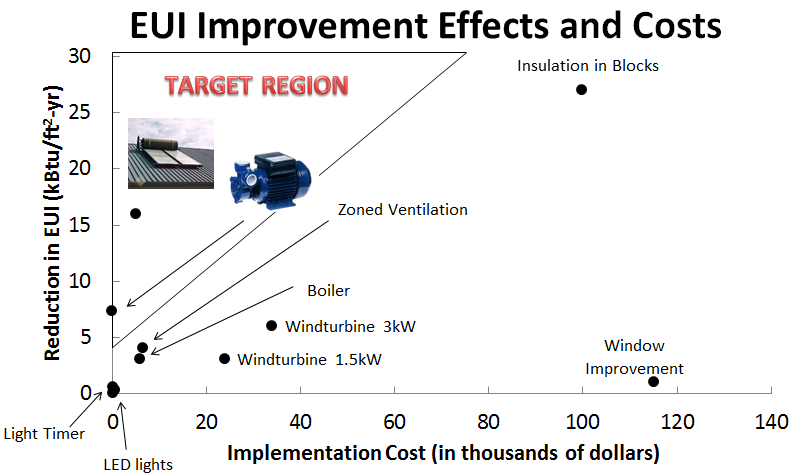 EUI Improvement Effects and Costs
Reduction in EUI (kBtu/ft²-yr)
30
25
20
15
10
5
0
TARGET REGION
Insulation in Blocks
Zoned Ventilation
Boiler
Windturbine 3kW
Windturbine 1.5kW
Window
Improvement
0 20 40 60 80 100 120 140
Light Timer
LED lights
Implementation Cost (in thousands of dollars)